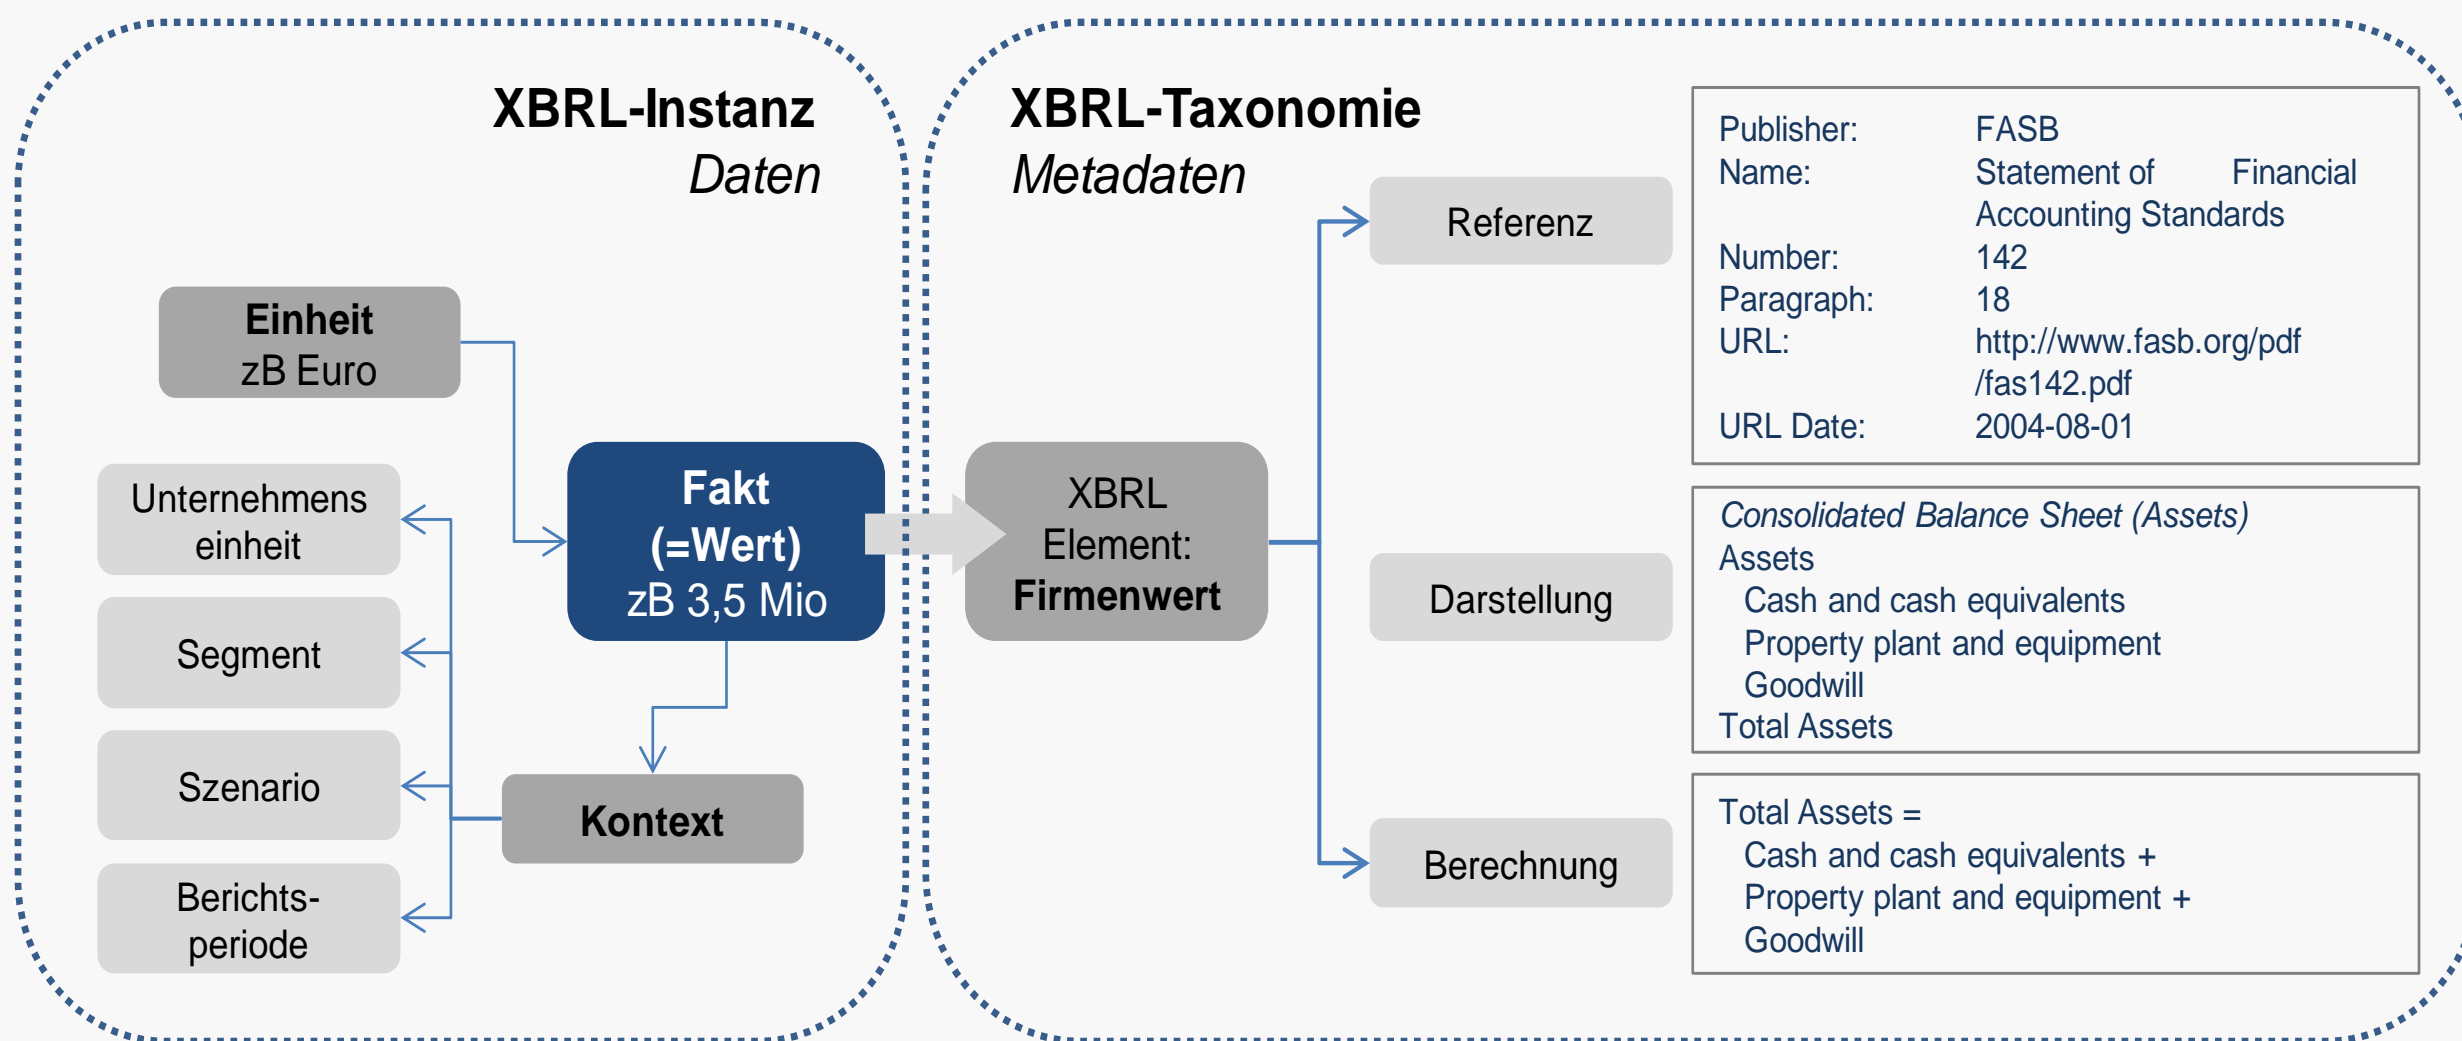 XBRL-Instanz
Daten
Einheit
zB Euro
Fakt
(=Wert)
zB 3,5 Mio
Unternehmens
einheit
Segment
Szenario
Berichts-
periode
Kontext
XBRL-Taxonomie
Metadaten
XBRL
Element:
Firmenwert
Referenz
Publisher: FASB
Name: Statement of Financial
Accounting Standards
Number: 142
Paragraph: 18
URL: http://www.fasb.org/pdf
/fas142.pdf
URL Date: 2004-08-01
Darstellung
Consolidated Balance Sheet (Assets)
Assets
Cash and cash equivalents
Property plant and equipment
Goodwill
Total Assets
Berechnung
Total Assets =
Cash and cash equivalents +
Property plant and equipment +
Goodwill